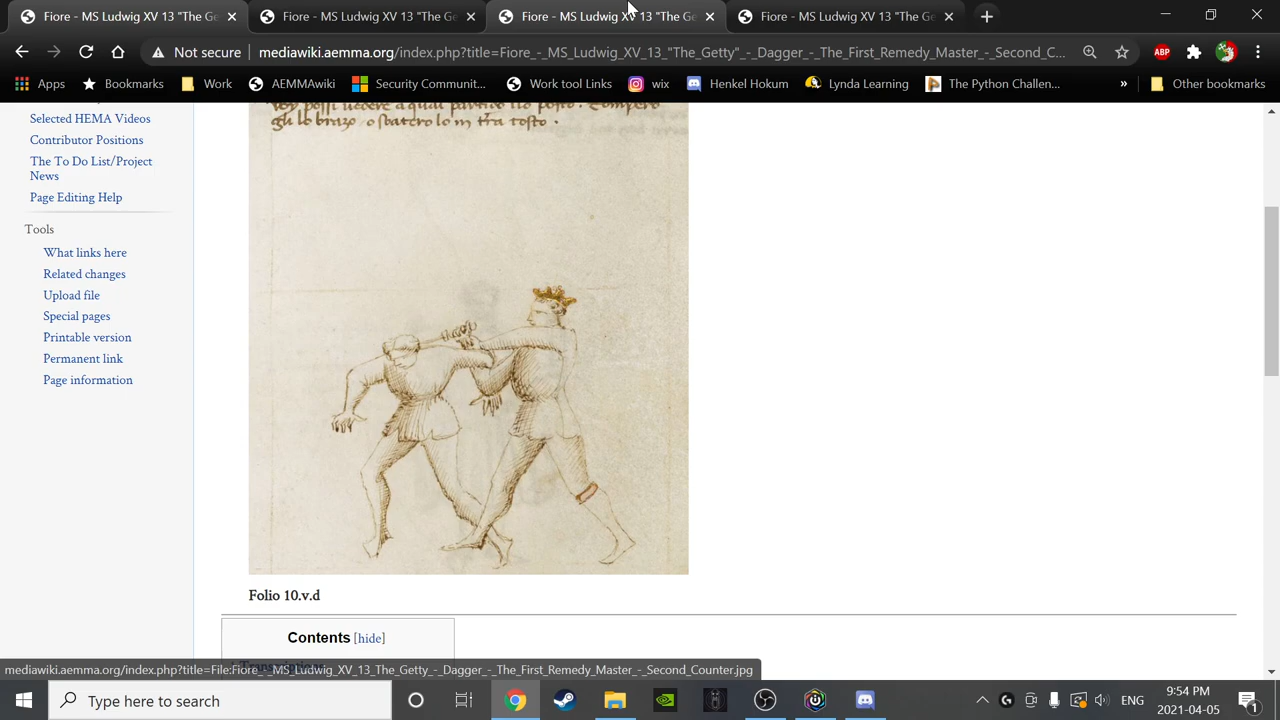 Fiore - MS Ludwig XV 13 "The Ge
Fiore - MS Ludwig XV 13 "The Ge
Fiore - MS Ludwig XV 13 "The Ge
Fiore - MS Ludwig XV 13 "The Ge
Not secure
mediawiki.aemma.org/index.php?title=Fiore_-_MS_Ludwig_XV_13_"The_Getty"_-_Dagger_-_The_First_Remedy_Master_-_Second_C...
ABP
Apps
Bookmarks
Work
AEMMAwiki
Security Communit...
Work tool Links
wix
Henkel Hokum
Lynda Learning
The Python Challen...
»
Other bookmarks
Selected HEMA Videos
Contributor Positions
The To Do List/Project
News
Page Editing Help
Tools
What links here
Related changes
Upload file
Special pages
Printable version
Permanent link
Page information
Folio 10.v.d
Contents [hide]
mediawiki.aemma.org/index.php?title=File:Fiore_-_MS_Ludwig_XV_13_The_Getty_-_Dagger_-_The_First_Remedy_Master_-_Second_Counter.jpg
Type here to search
ENG
9:54 PM
2021-04-05
1